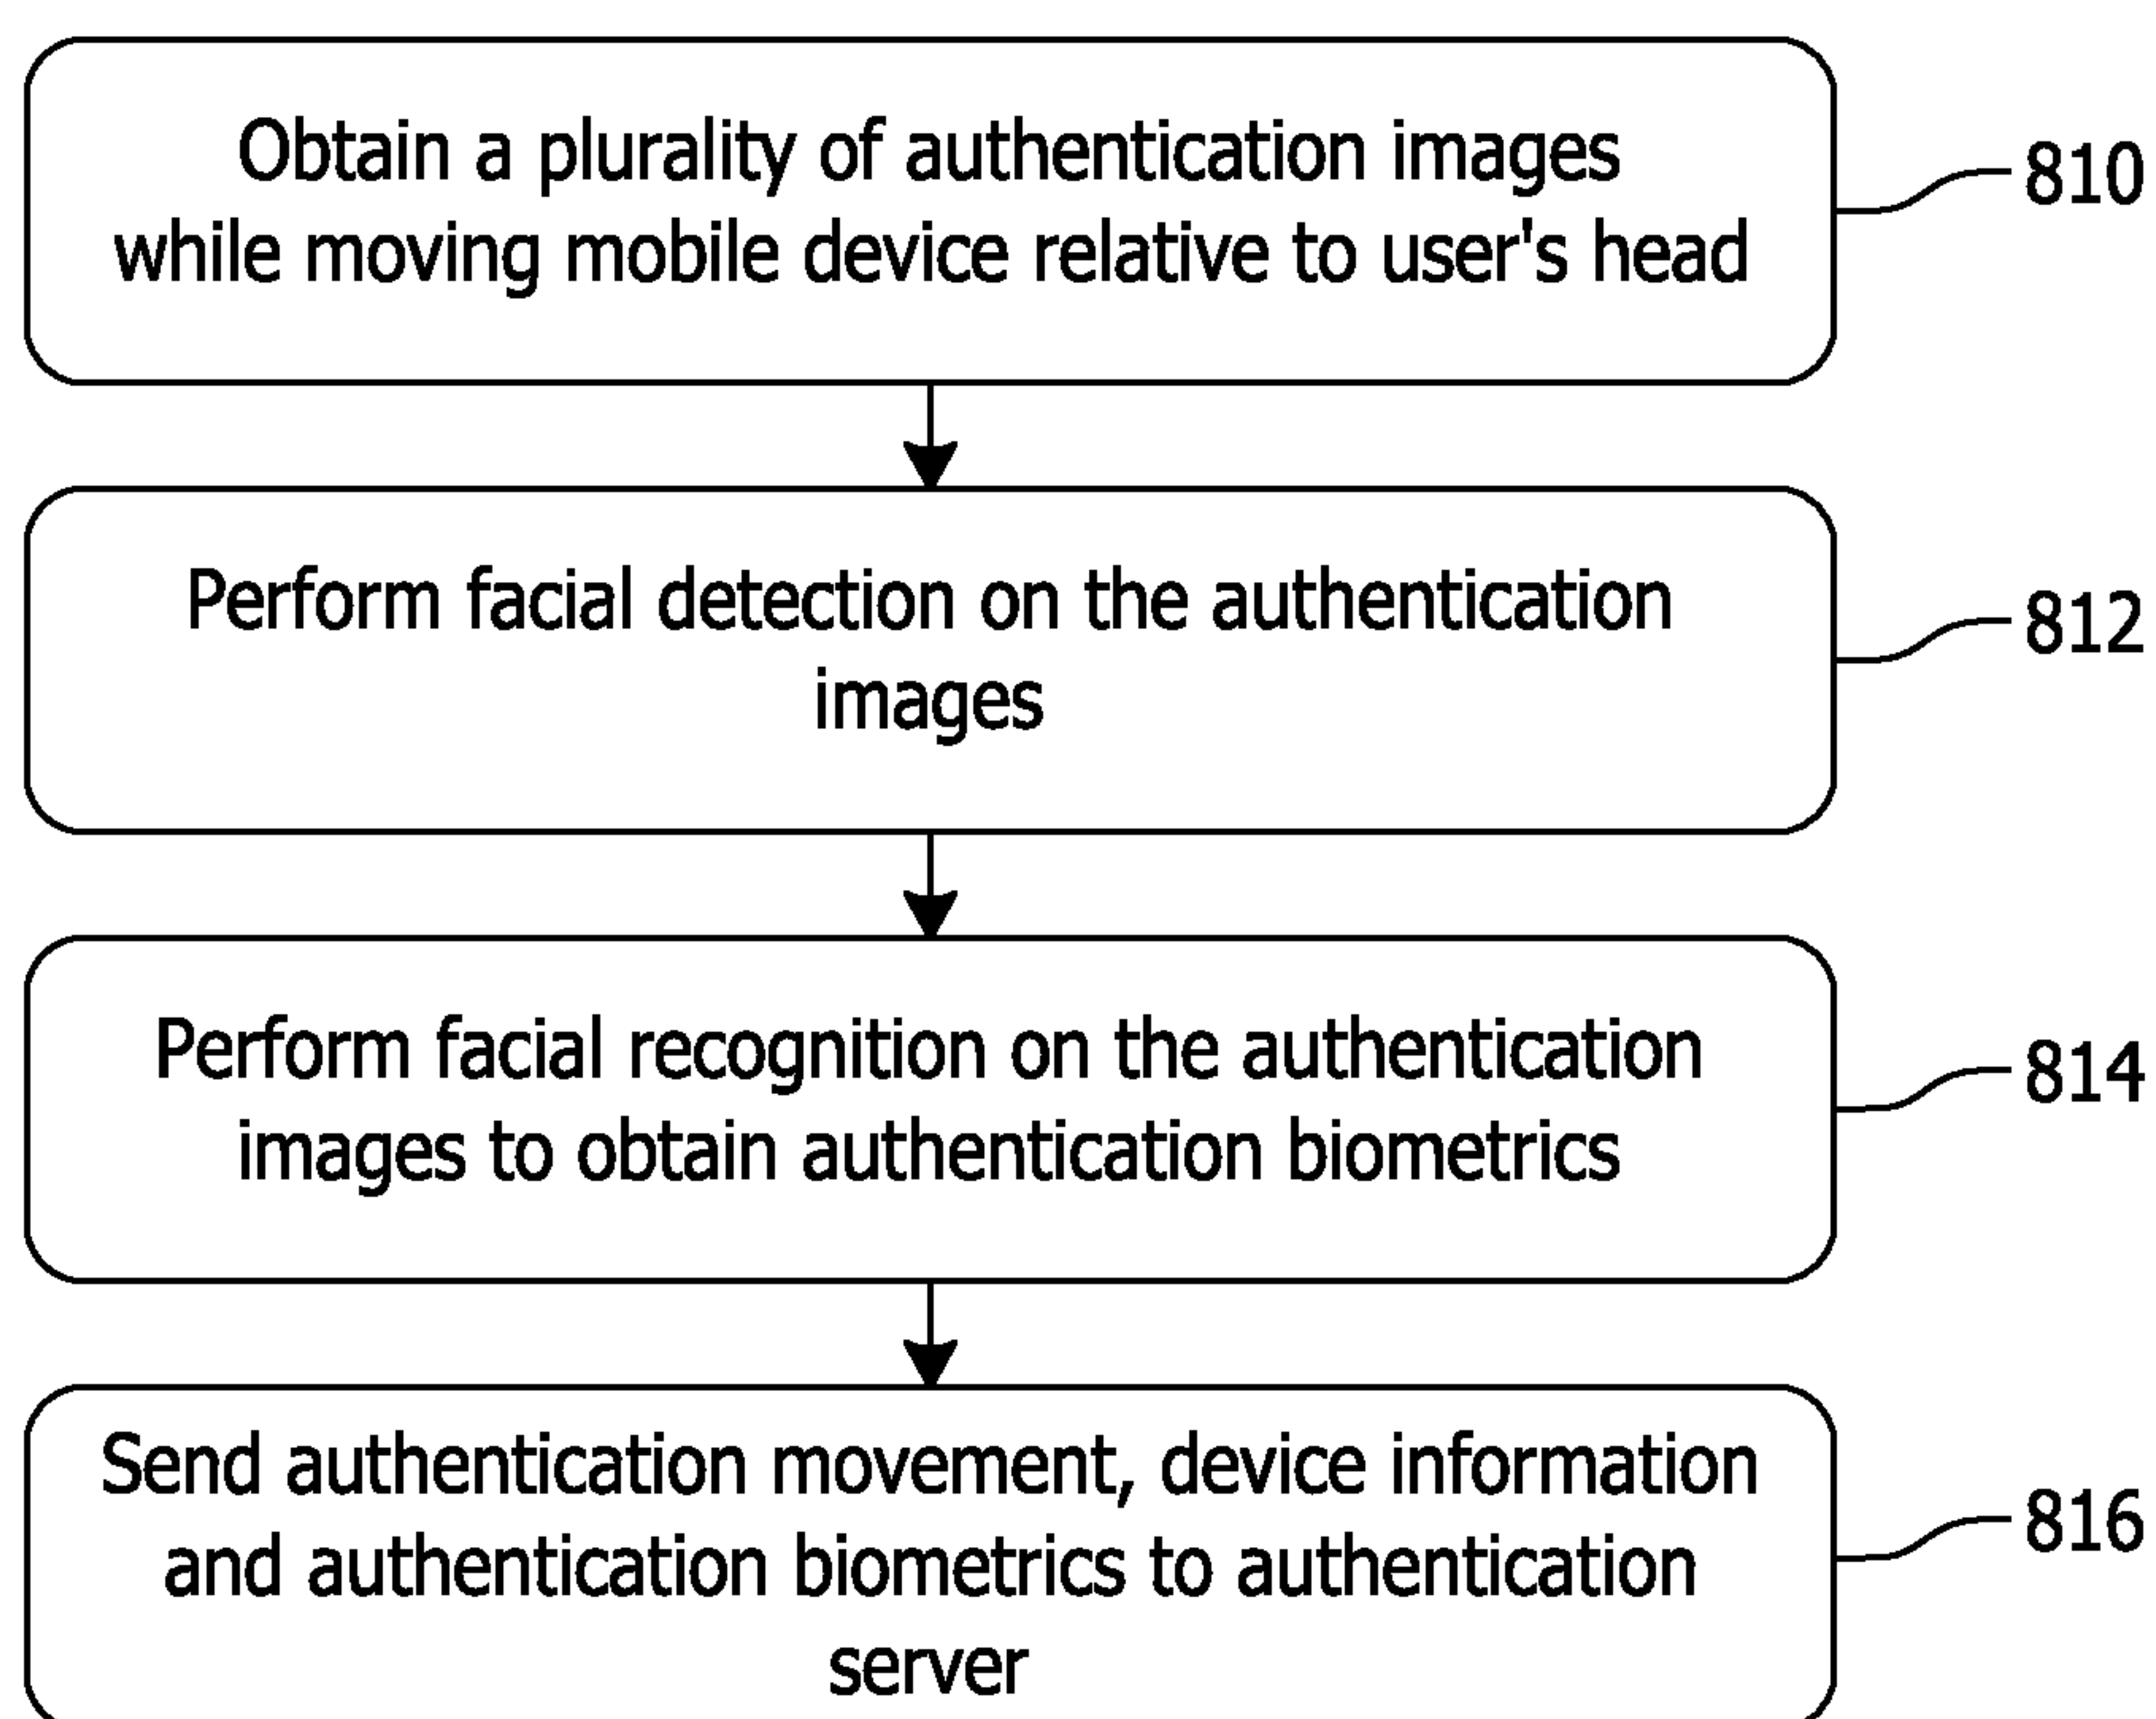 Obtain a plurality of authentication images
while moving mobile device relative to user's head
810
Perform facial detection on the authentication
images
812
Perform facial recognition on the authentication
images to obtain authentication biometrics
814
Send authentication movement, device information
and authentication biometrics to authentication
server
816